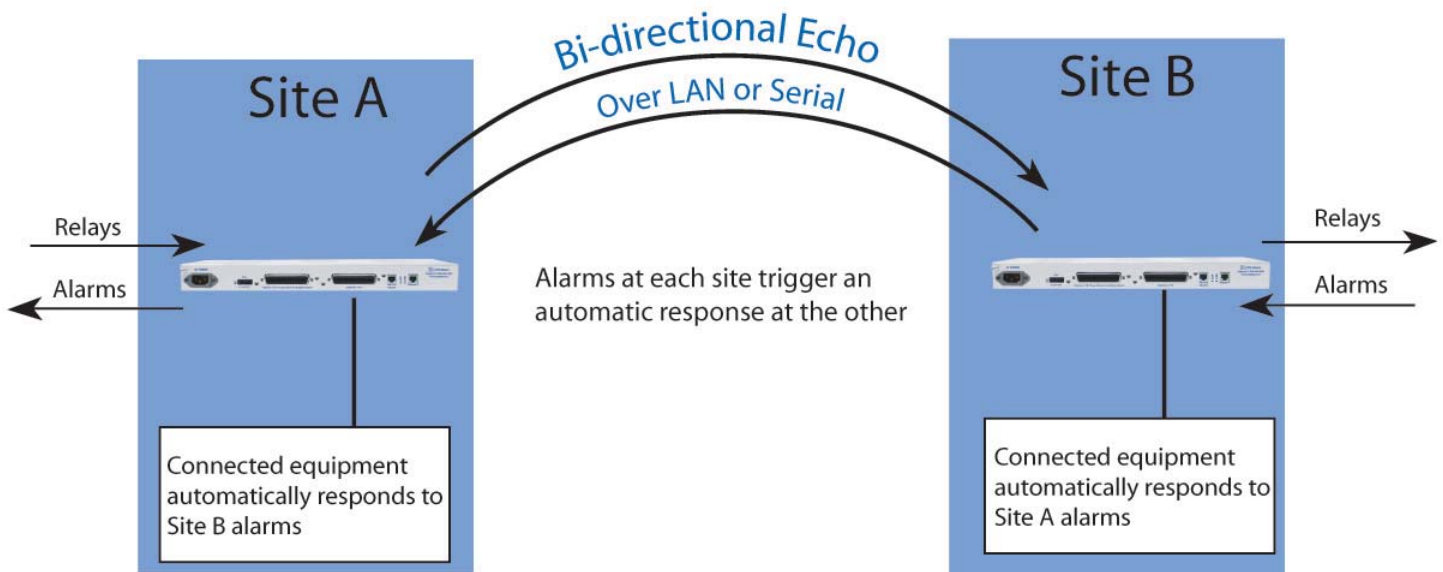 Bi-directional Echo
Over LAN or Serial
Site A
Site B
Relays
Alarms
Relays
Alarms
Alarms at each site trigger an
automatic response at the other
Connected equipment
automatically responds to
Site B alarms
Connected equipment
automatically responds to
Site A alarms